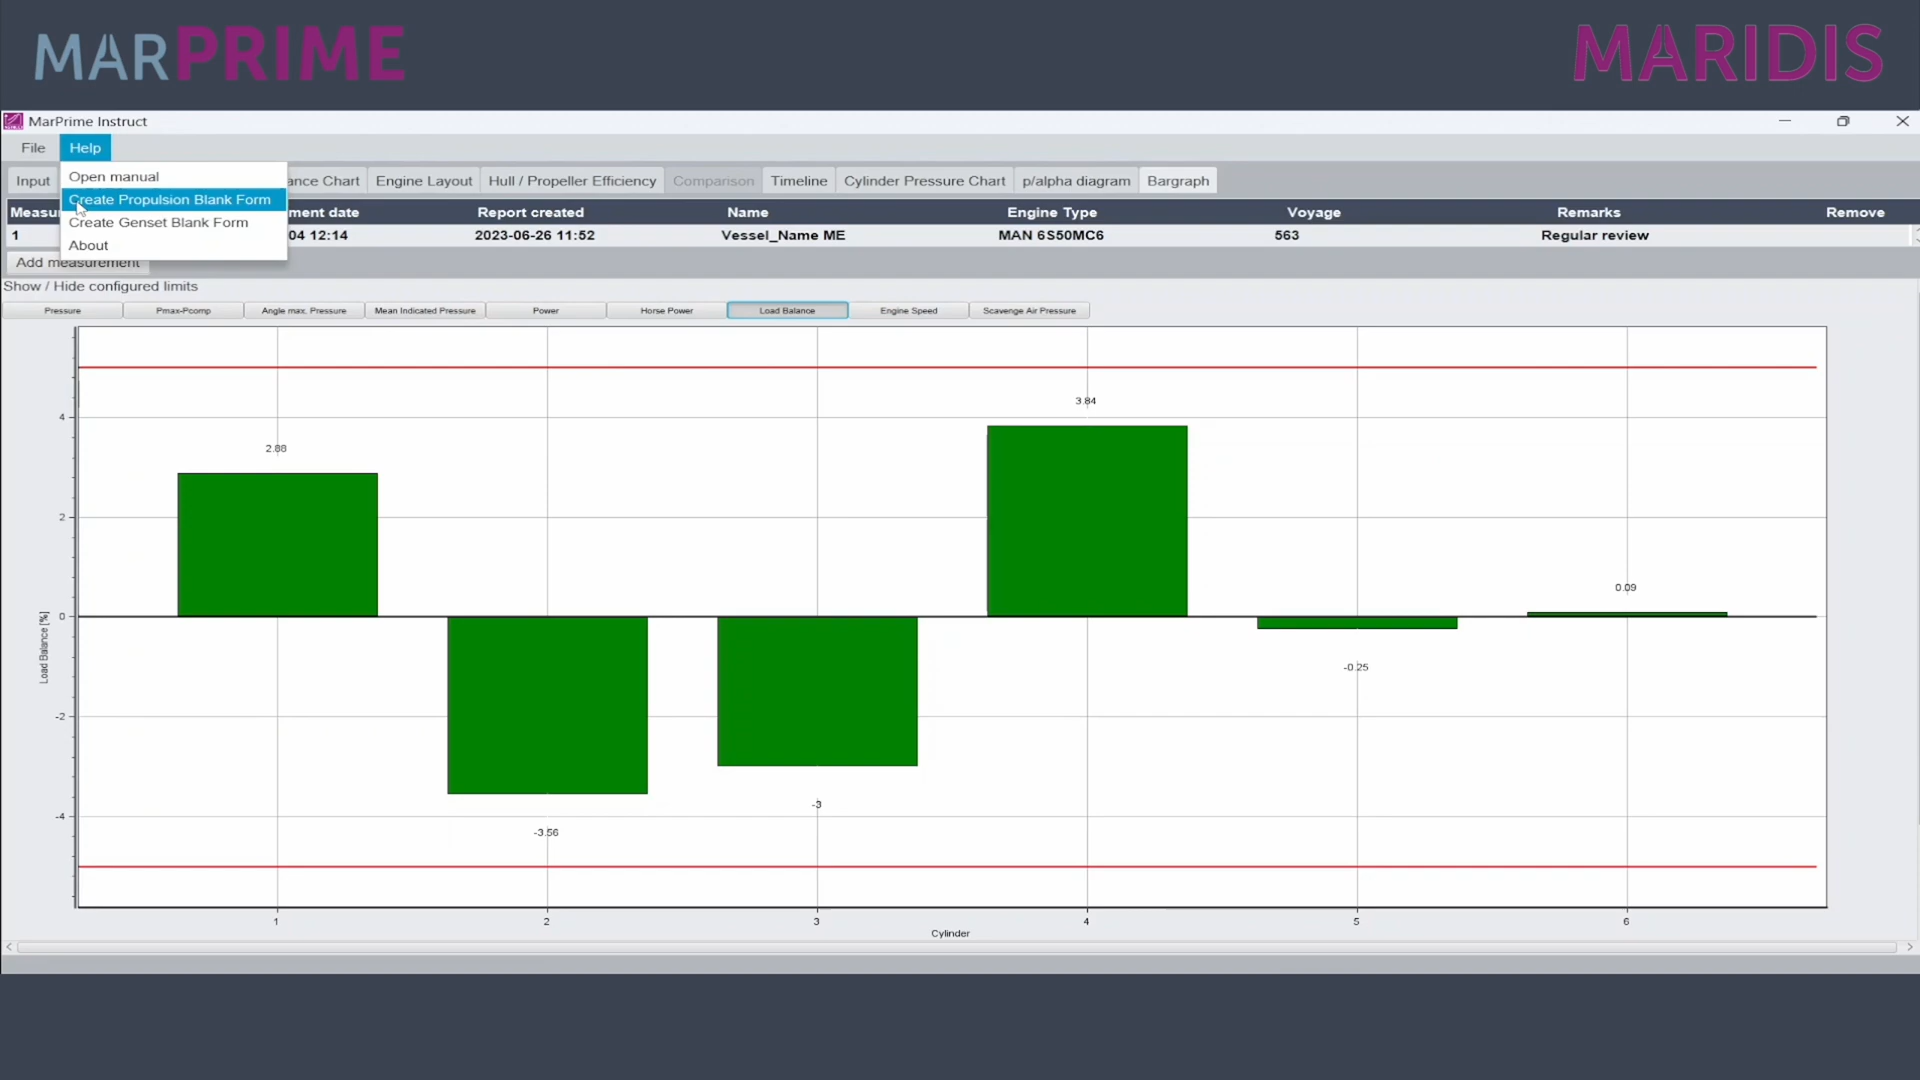 MARPRIME
MARIDIS
MarPrime Instruct
File Help
Open manual
Create Propulsion Blank Form
Create Genset Blank Form
About
Input ance Chart Engine Layout Hull / Propeller Efficiency Comparison Timeline Cylinder Pressure Chart p/alpha diagram Bargraph
Measu ment date Report created Name Engine Type Voyage Remarks Remove
1 04 12:14 2023-06-26 11:52 Vessel_Name ME MAN 6S50MC6 563 Regular review
Add measurement
Show / Hide configured limits
Pressure Pmax-Pcomp Angle max. Pressure Mean Indicated Pressure Power Horse Power Load Balance Engine Speed Scavenge Air Pressure
3.84
4
2.88
2
0.09
0
Load Balance [%]
-0.25
-2
-3
-4
-3.56
1 2 3 4 5 6
Cylinder